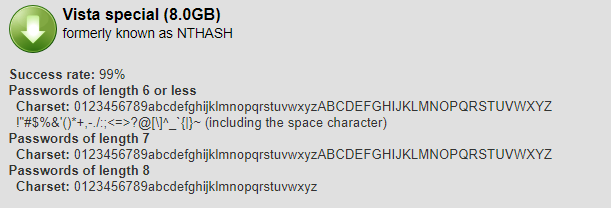 Vista special (8.0GB)
formerly known as NTHASH
Success rate: 99%
Passwords of length 6 or less
Charset: 0123456789abcdefghijklmnopqrstuvwxyzABCDEFGHIJKLMNOPQRSTUVWXYZ
!"#$%&'()*+,-./:;<=>?@[\]^_`{|}~ (including the space character)
Passwords of length 7
Charset: 0123456789abcdefghijklmnopqrstuvwxyzABCDEFGHIJKLMNOPQRSTUVWXYZ
Passwords of length 8
Charset: 0123456789abcdefghijklmnopqrstuvwxyz